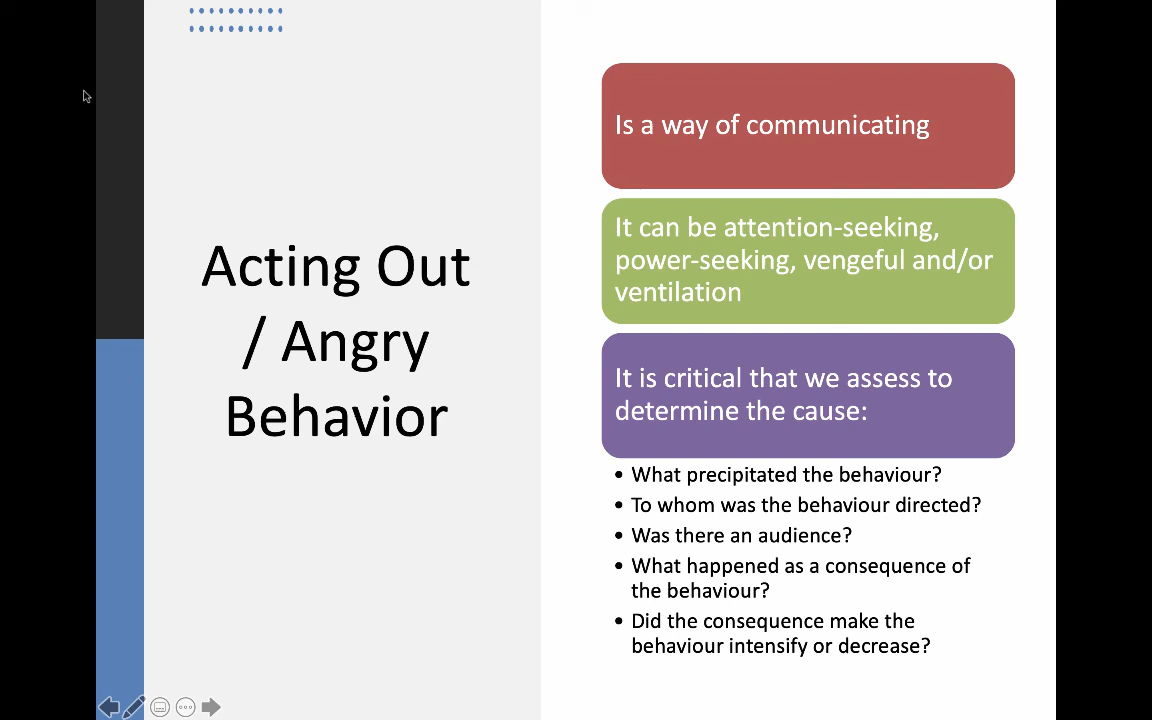 Acting Out
/ Angry
Behavior
Is a way of communicating
It can be attention-seeking,
power-seeking, vengeful and/or
ventilation
It is critical that we assess to
determine the cause:
• What precipitated the behaviour?
• To whom was the behaviour directed?
• Was there an audience?
• What happened as a consequence of
the behaviour?
• Did the consequence make the
behaviour intensify or decrease?